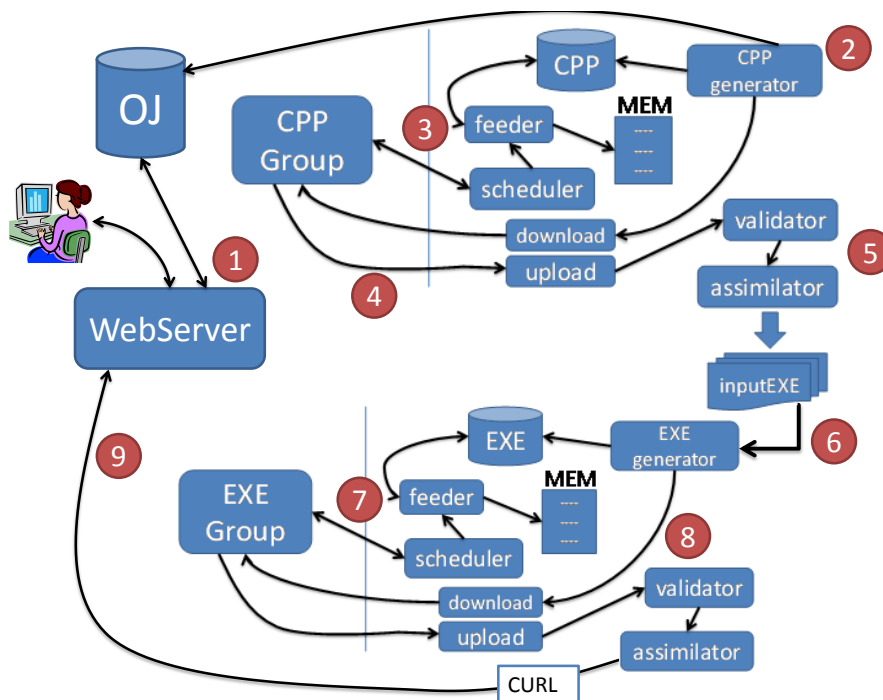 2
CPP
generator
CPP
OJ
MEM
3
feeder
----
----
----
CPP
Group
scheduler
validator
download
5
1
upload
assimilator
4
WebServer
inputEXE
EXE
generator
6
EXE
9
MEM
7
feeder
----
----
----
EXE
Group
8
scheduler
validator
download
upload
assimilator
CURL